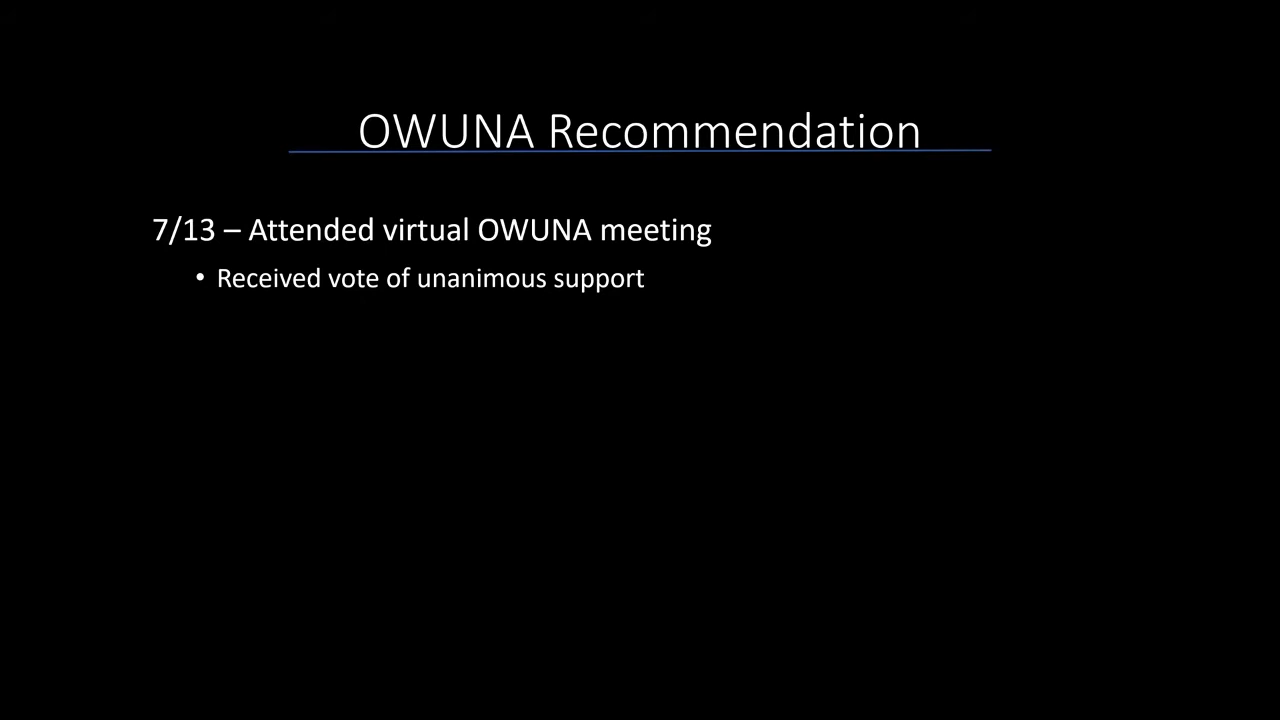 OWUNA Recommendation
7/13 – Attended virtual OWUNA meeting
• Received vote of unanimous support